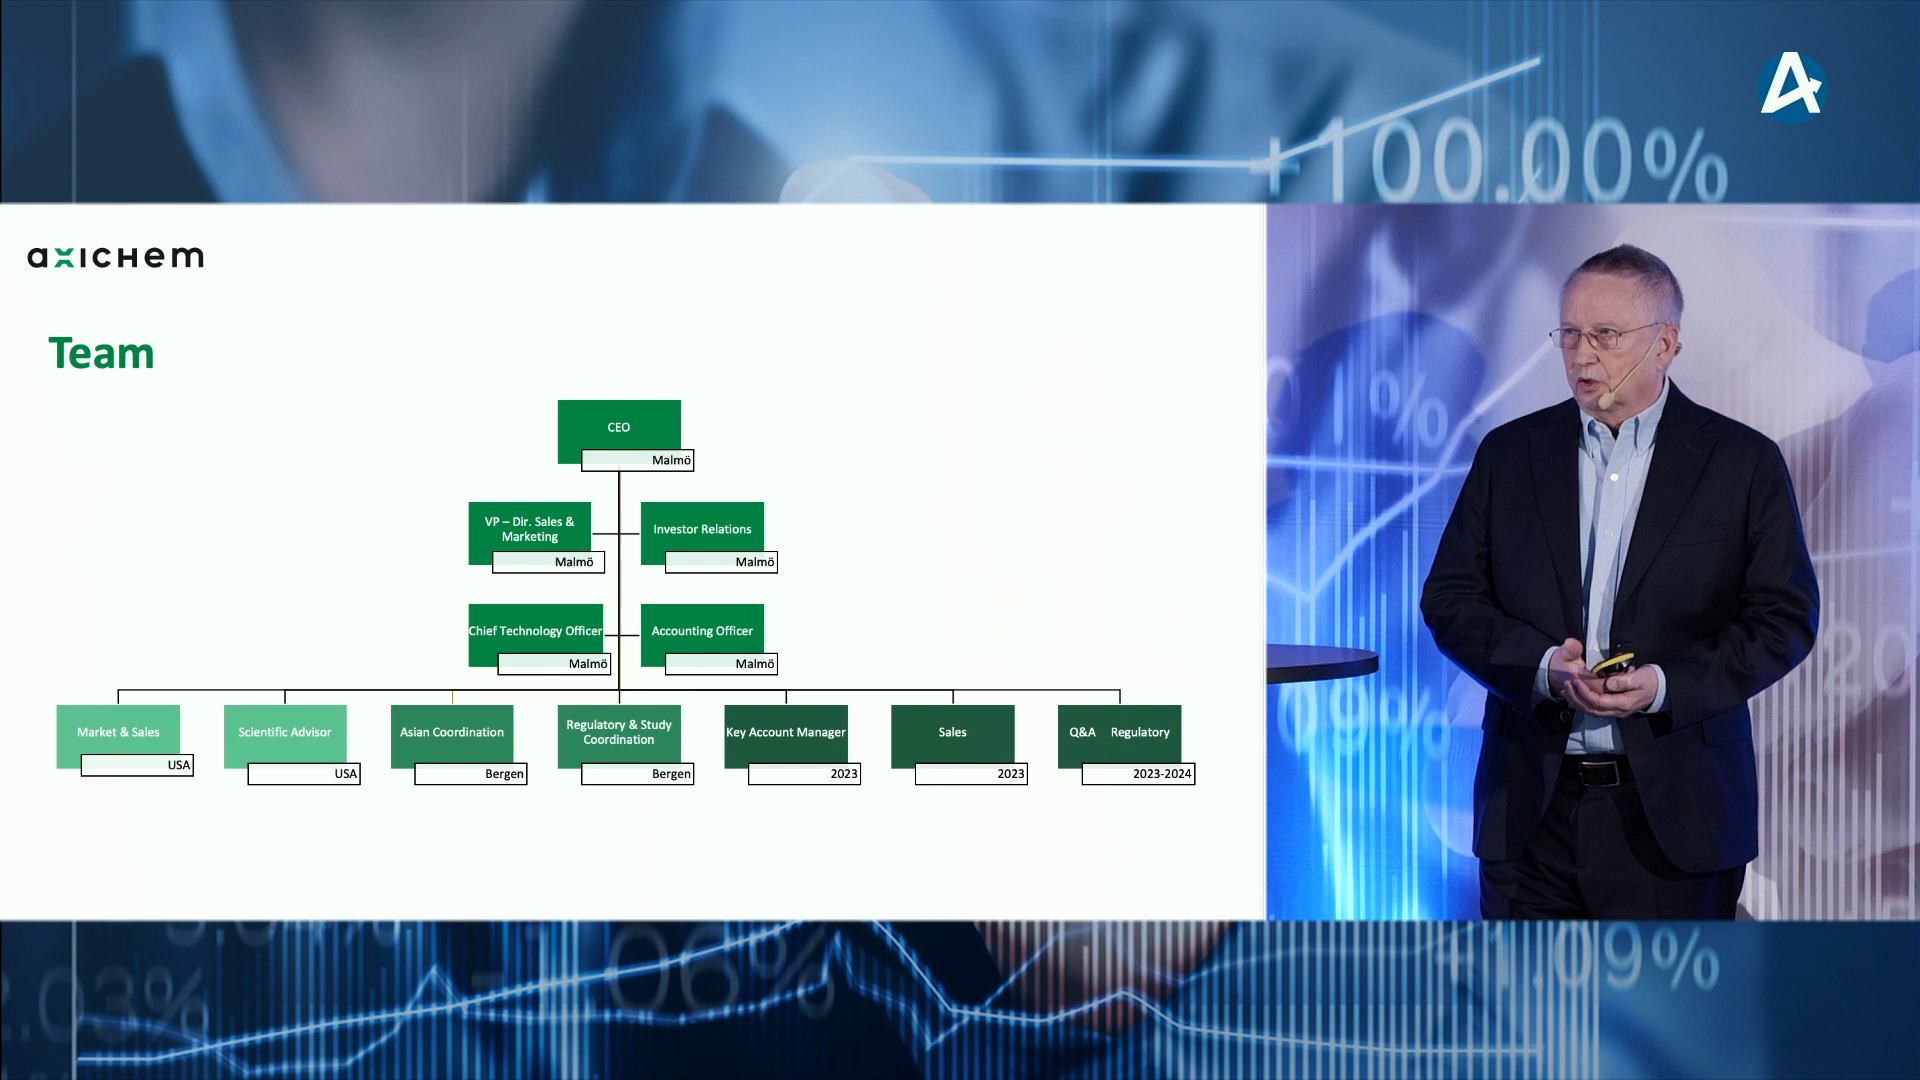 +100.00%
axichem
Team
CEO
Malmö
VP – Dir. Sales &
Marketing
Malmö
Investor Relations
Malmö
Chief Technology Officer
Malmö
Accounting Officer
Malmö
Market & Sales
USA
Scientific Advisor
USA
Asian Coordination
Bergen
Regulatory & Study
Coordination
Bergen
Key Account Manager
2023
Sales
2023
Q&A Regulatory
2023-2024